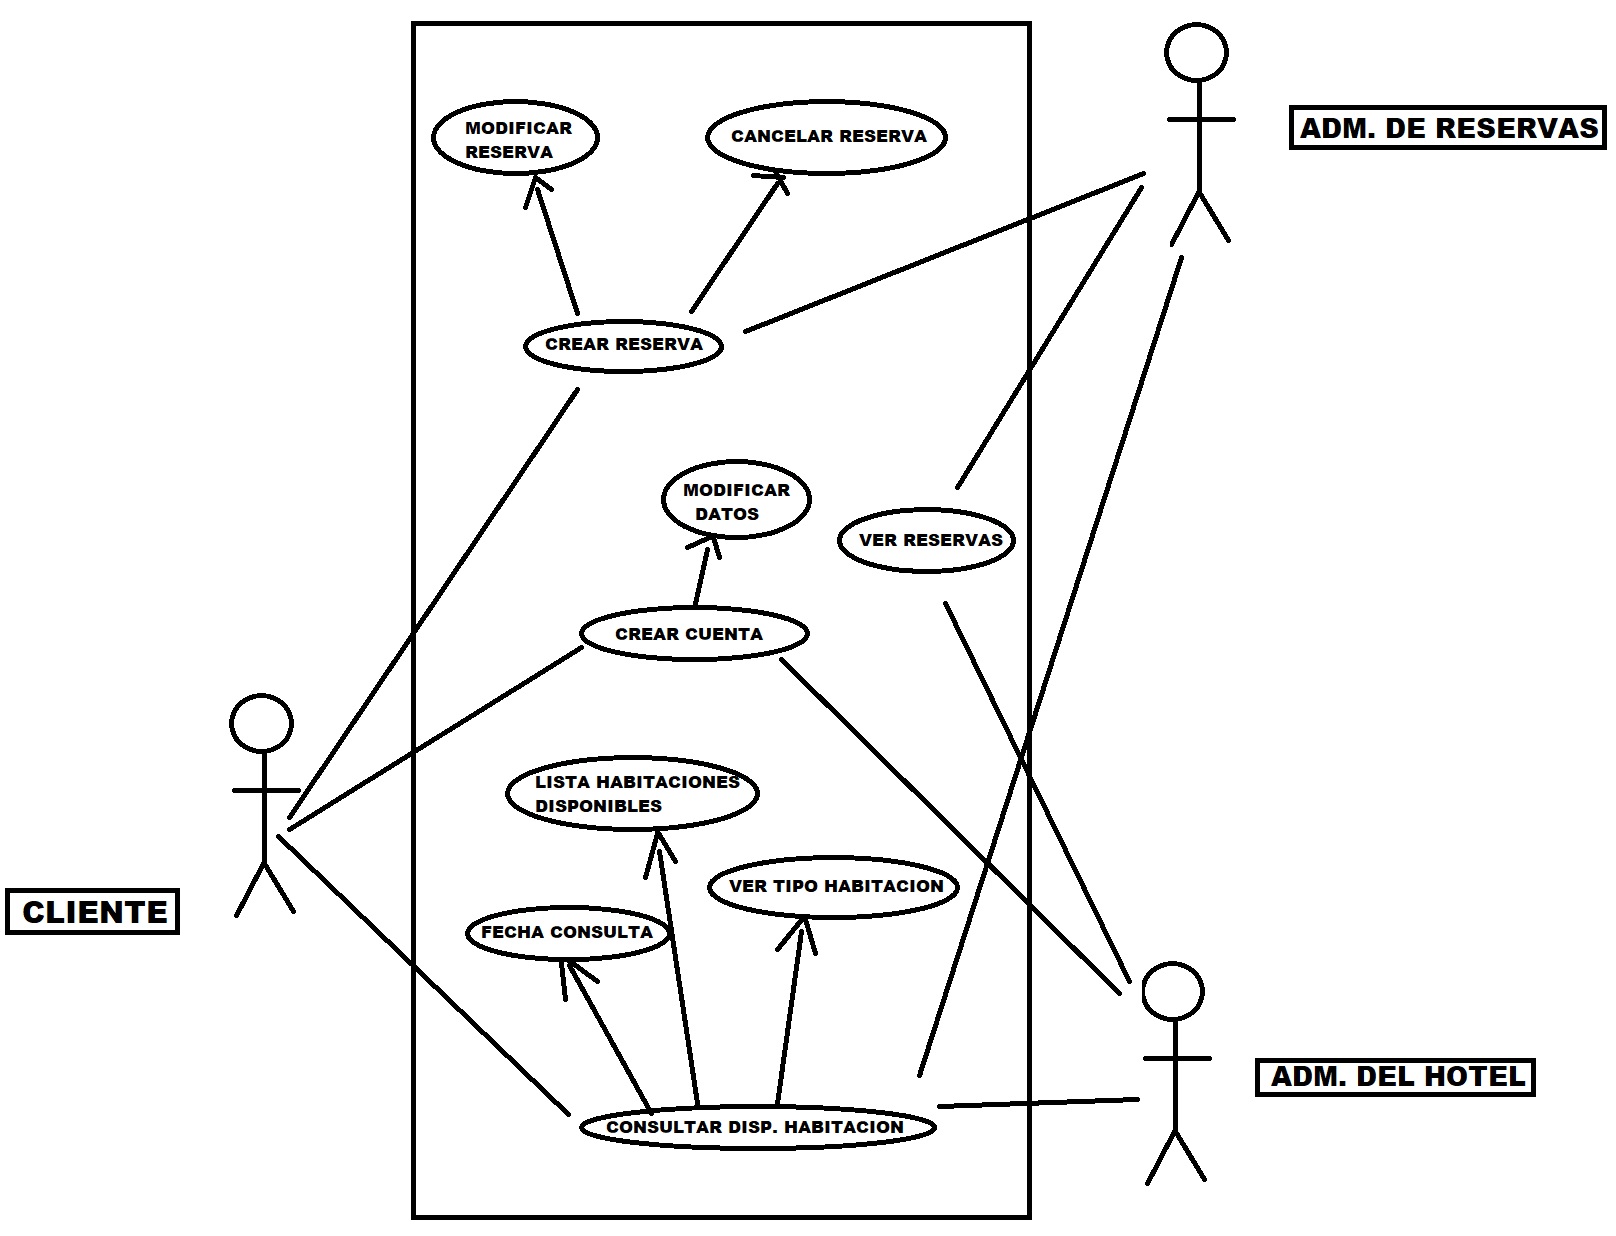 ADM. DE RESERVAS
MODIFICAR
RESERVA
CANCELAR RESERVA
CREAR RESERVA
MODIFICAR
DATOS
VER RESERVAS
CREAR CUENTA
LISTA HABITACIONES
DISPONIBLES
VER TIPO HABITACION
CLIENTE
FECHA CONSULTA
ADM. DEL HOTEL
CONSULTAR DISP. HABITACION